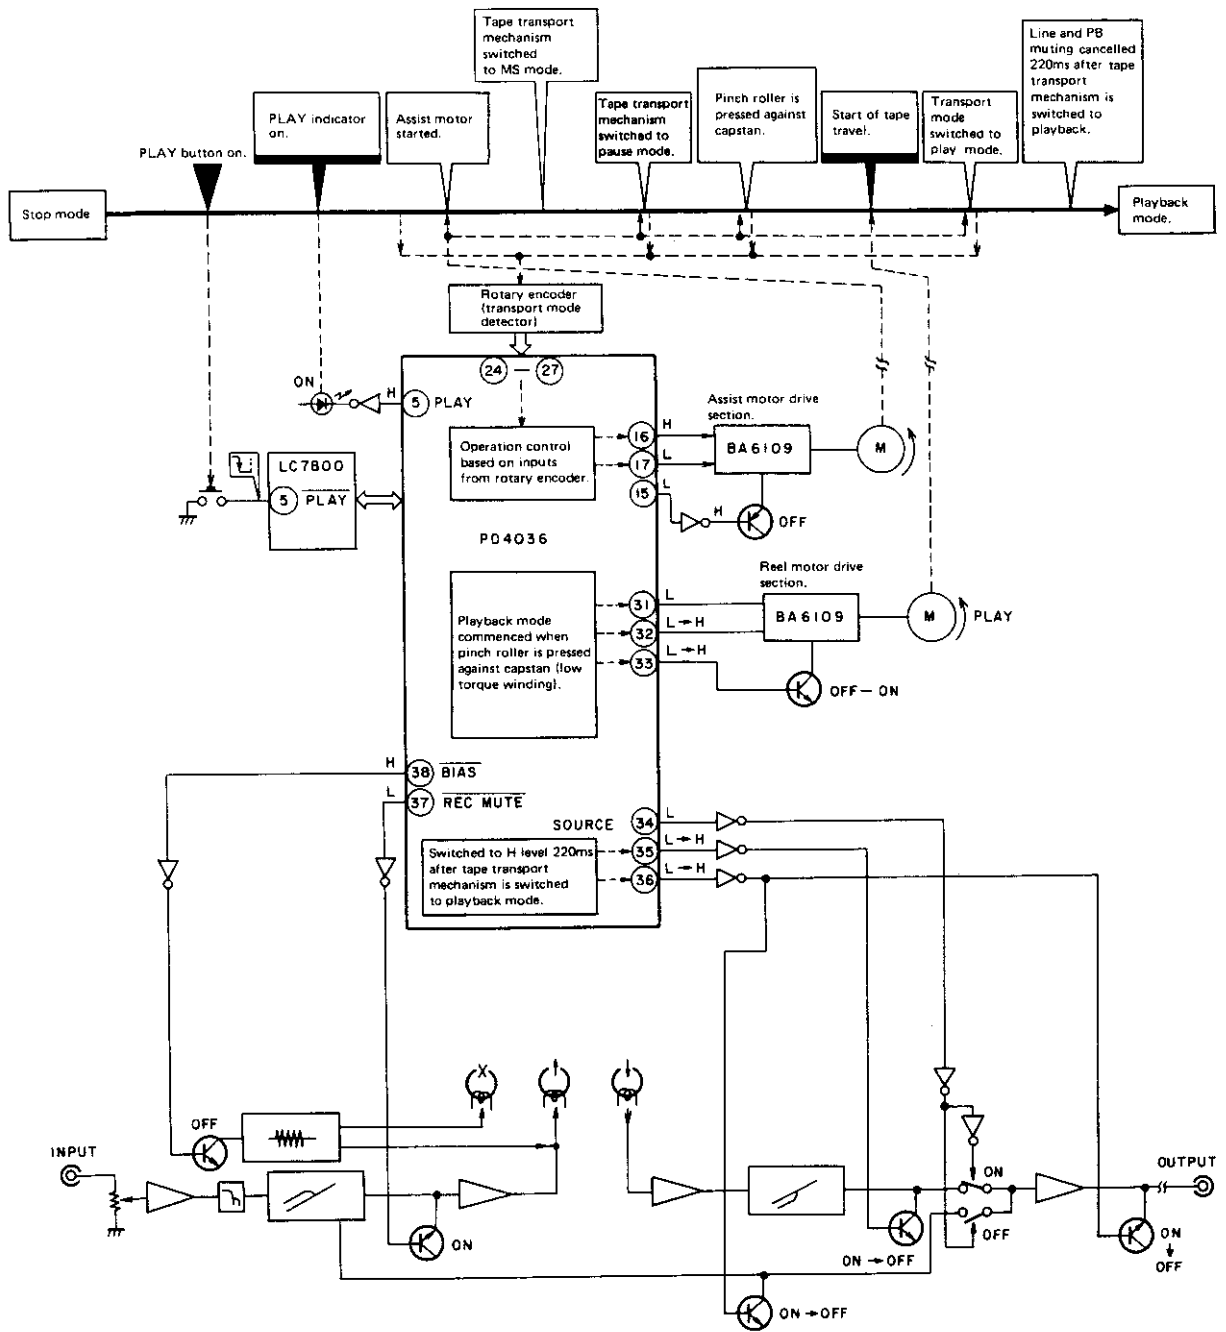 Tape transport
mechanism
switched
to MS mode.
Line and PB
muting cancelled
220ms after tape
transport
mechanism is
switched to
playback.
PLAY indicator
on.
Assist motor
started.
Tape transport
mechanism
switched to
pause mode.
Pinch roller is
pressed against
capstan.
Start of tape
travel.
Transport
mode
switched to
play mode.
PLAY button on.
Stop mode
Playback
mode.
Rotary encoder
(transport mode
detector)
24 — 27
ON
H
5 PLAY
Assist motor drive
section.
Operation control
based on inputs
from rotary encoder.
16 H
17 L
15 L
BA6109
M
H
OFF
LC7800
5 PLAY
PD4036
Reel motor drive
section.
Playback mode
commenced when
pinch roller is pressed
against capstan (low
torque winding).
31 L
32 L→H
33 L→H
BA6109
M
PLAY
OFF—ON
H
38 BIAS
L
37 REC MUTE
SOURCE 34 L
35 L→H
36 L→H
Switched to H level 220ms
after tape transport
mechanism is switched
to playback mode.
X
OFF
INPUT
ON
ON
OFF
OUTPUT
ON→OFF
ON
↓
OFF
ON→OFF